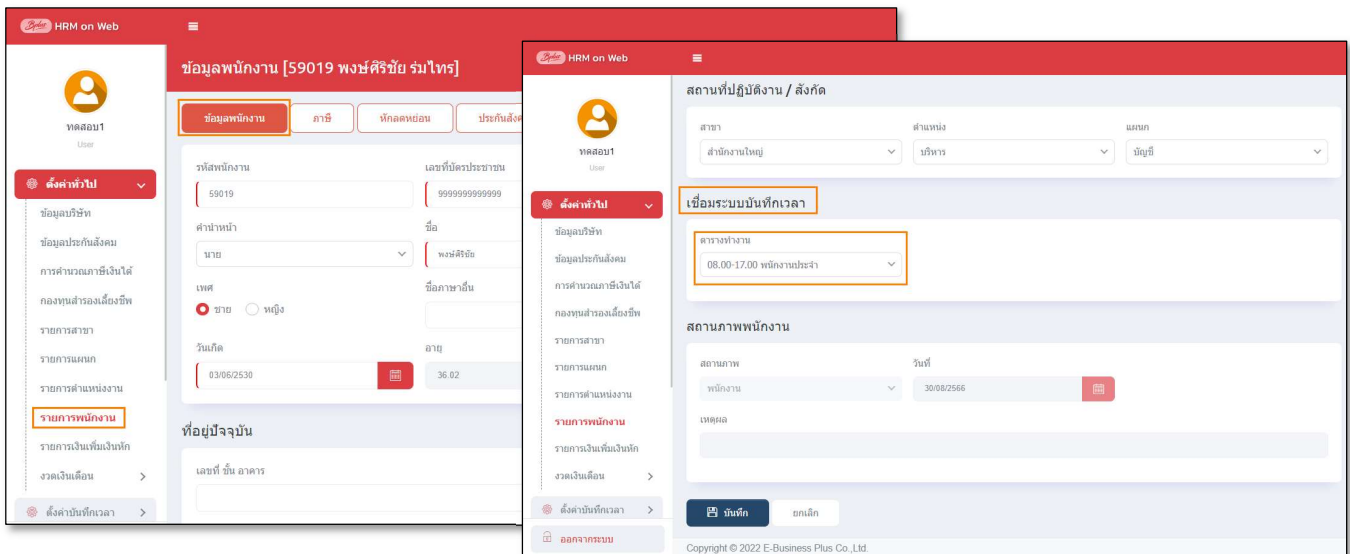 Bplus HRM on Web
ทดสอบ1
User
ตั้งค่าทั่วไป
ข้อมูลบริษัท
ข้อมูลประกันสังคม
การคำนวณภาษีเงินได้
กองทุนสำรองเลี้ยงชีพ
รายการสาขา
รายการแผนก
รายการตำแหน่งงาน
รายการพนักงาน
รายการเงินเพิ่มเงินหัก
งวดเงินเดือน
ตั้งค่าบันทึกเวลา
ข้อมูลพนักงาน [59019 พงษ์ศิริชัย ร่มไทร]
ข้อมูลพนักงาน ภาษี หักลดหย่อน ประกันสัง
รหัสพนักงาน เลขที่บัตรประชาชน
59019 9999999999999
คำนำหน้า ชื่อ
นาย พงษ์ศิริชัย
เพศ ชื่อภาษาอื่น
ชาย หญิง
วันเกิด อายุ
03/06/2530 36.02
ที่อยู่ปัจจุบัน
เลขที่ ชั้น อาคาร
Bplus HRM on Web
ทดสอบ1
User
ตั้งค่าทั่วไป
ข้อมูลบริษัท
ข้อมูลประกันสังคม
การคำนวณภาษีเงินได้
กองทุนสำรองเลี้ยงชีพ
รายการสาขา
รายการแผนก
รายการตำแหน่งงาน
รายการพนักงาน
รายการเงินเพิ่มเงินหัก
งวดเงินเดือน
ตั้งค่าบันทึกเวลา
ออกจากระบบ
สถานที่ปฏิบัติงาน / สังกัด
สาขา ตำแหน่ง แผนก
สำนักงานใหญ่ บริหาร บัญชี
เชื่อมระบบบันทึกเวลา
ตารางทำงาน
08.00-17.00 พนักงานประจำ
สถานภาพพนักงาน
สถานภาพ วันที่
พนักงาน 30/08/2566
เหตุผล
บันทึก ยกเลิก
Copyright © 2022 E-Business Plus Co.,Ltd.